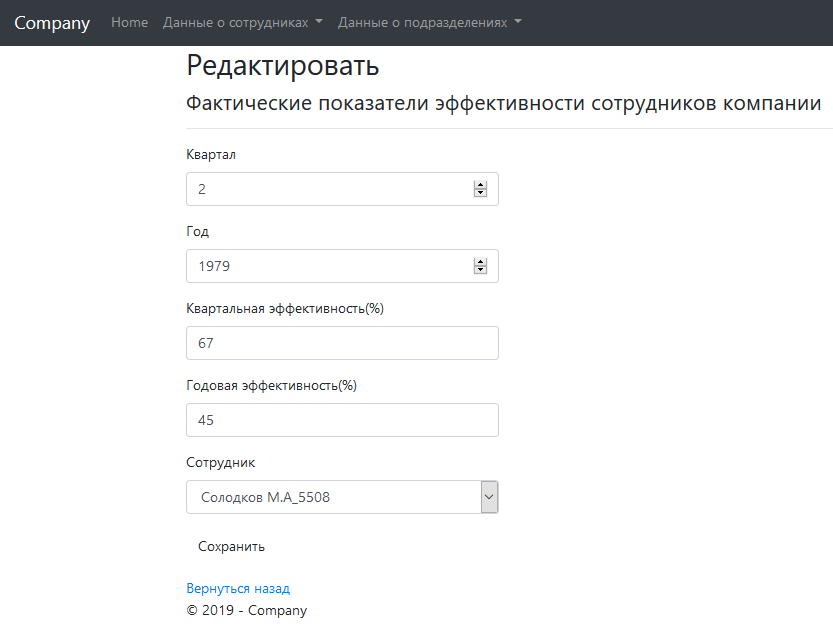 Company Home Данные о сотрудниках Данные о подразделениях
Редактировать
Фактические показатели эффективности сотрудников компании
Квартал
2
Год
1979
Квартальная эффективность(%)
67
Годовая эффективность(%)
45
Сотрудник
Солодков М.А_5508
Сохранить
Вернуться назад
© 2019 - Company